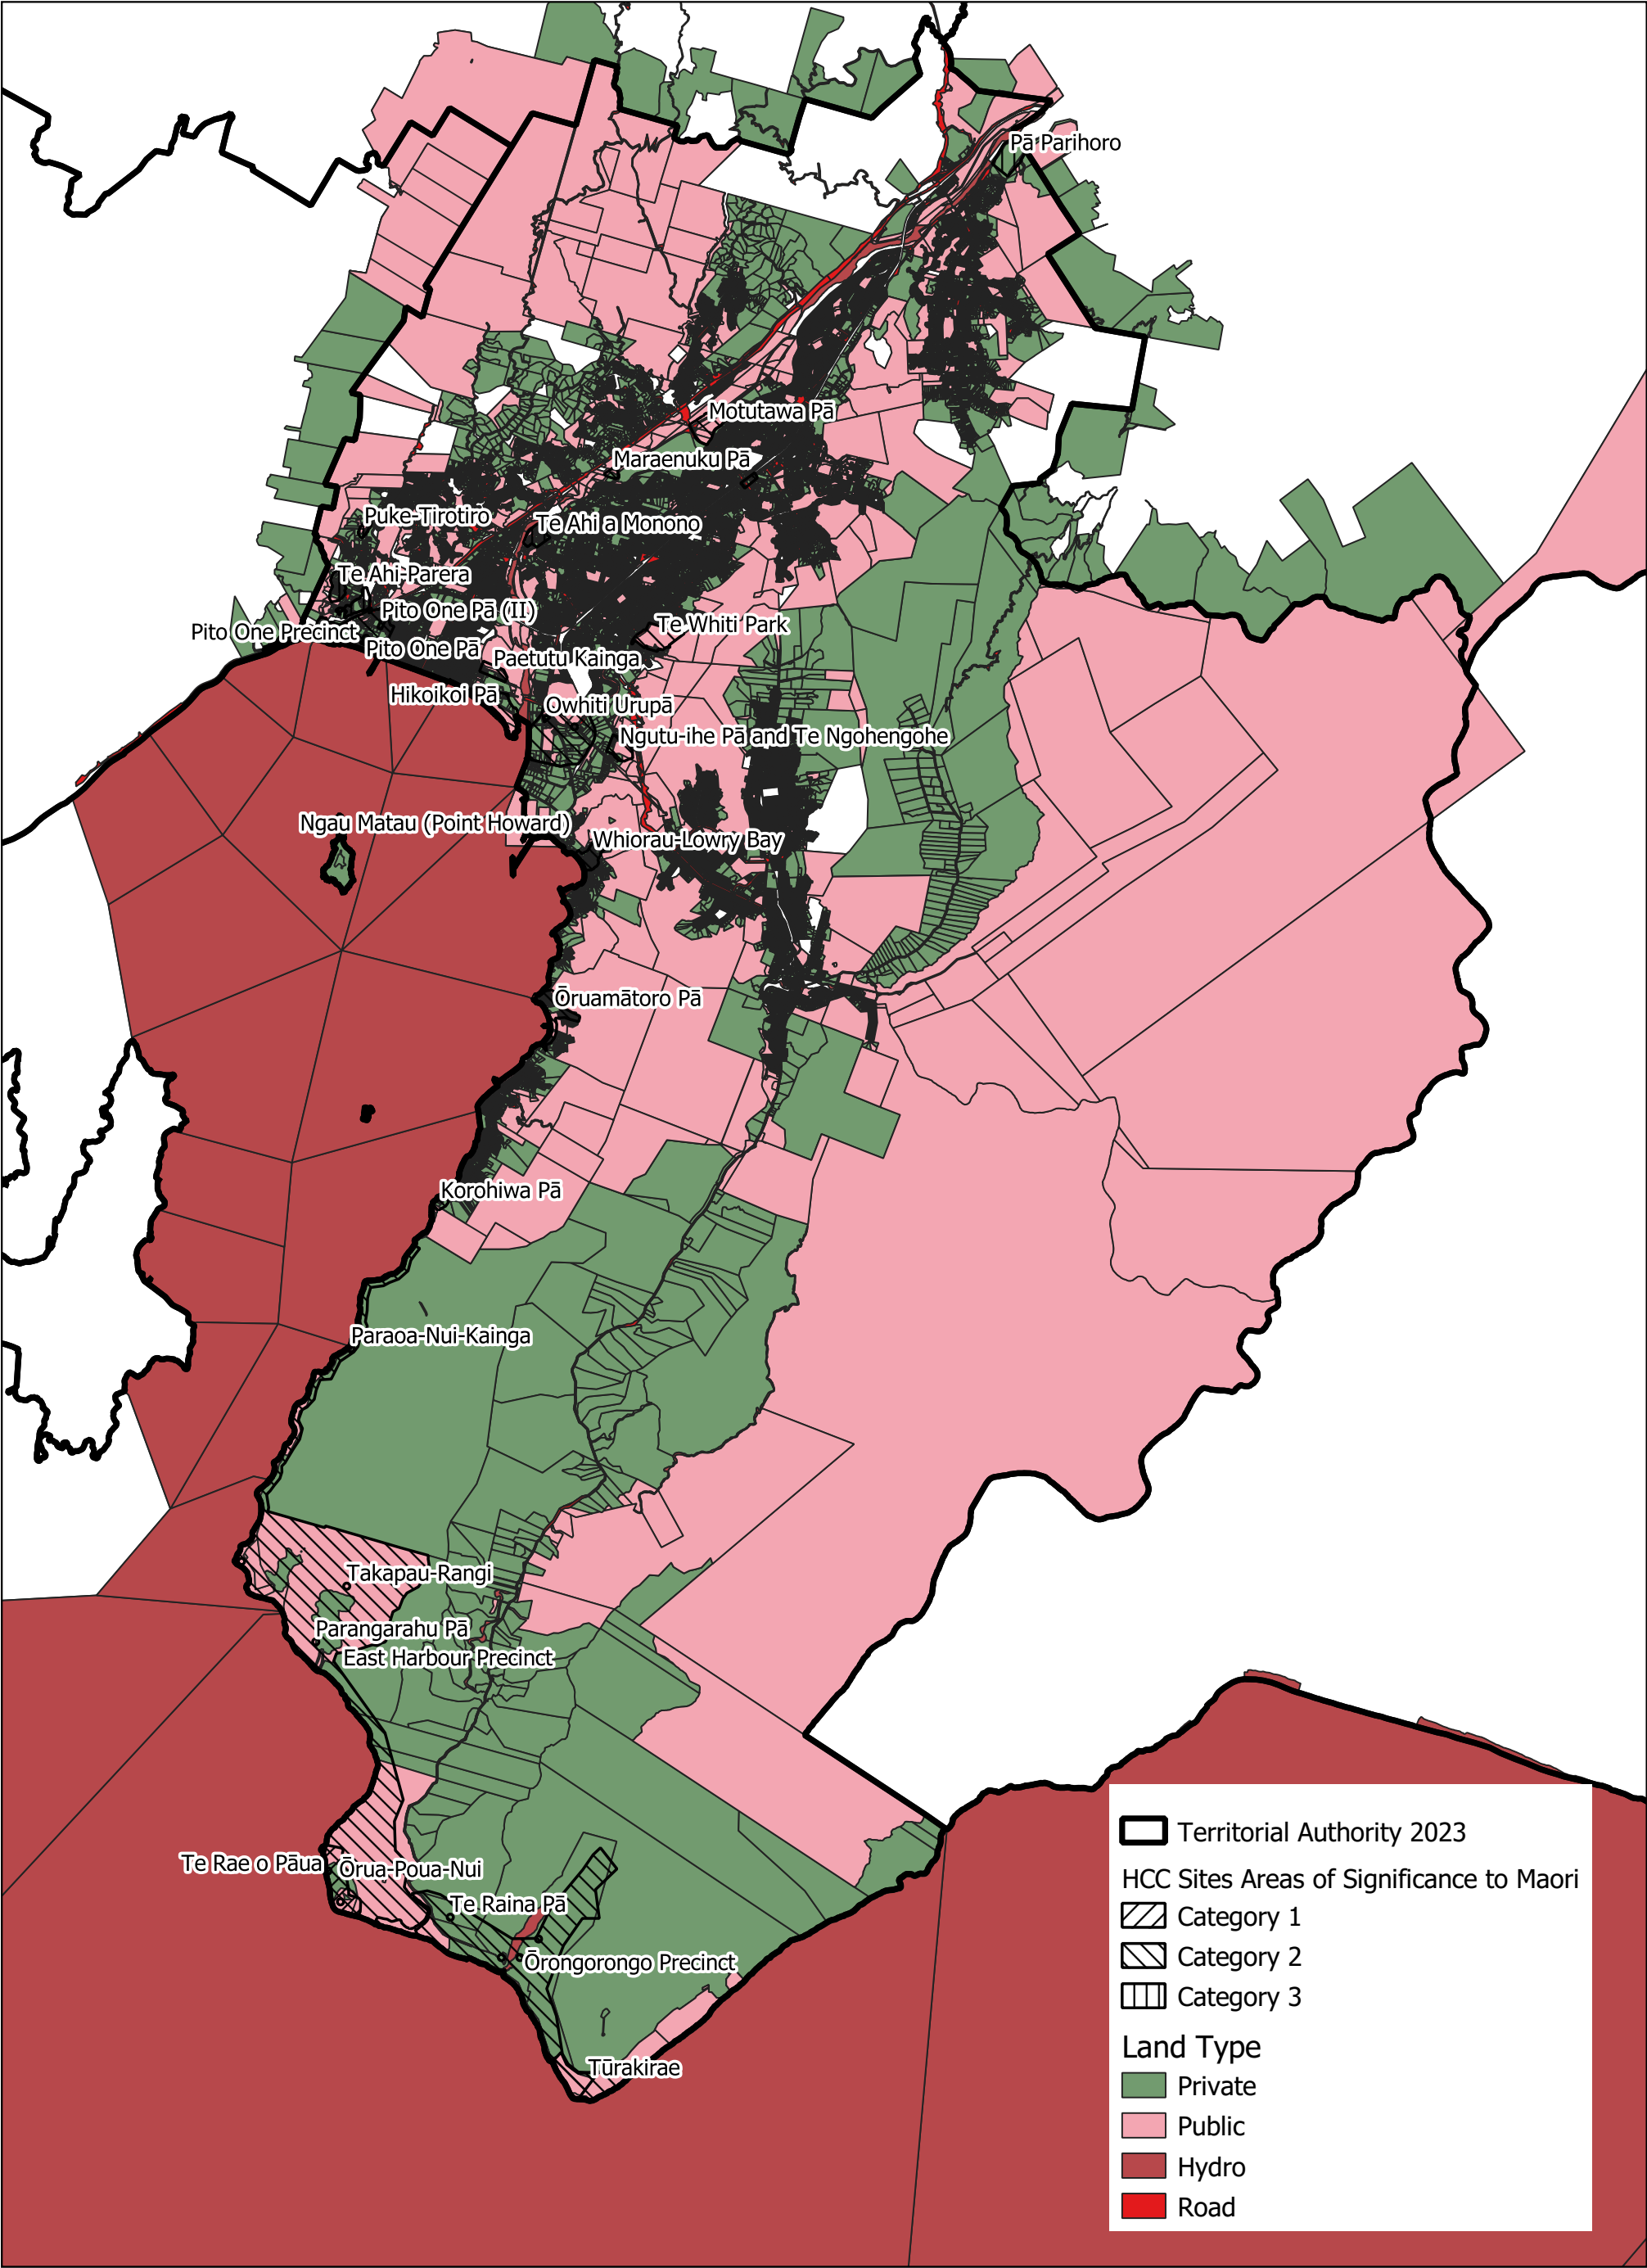 Pā Parihoro
Motutawa Pā
Maraenuku Pā
Puke-Tirotiro
Te Ahi a Monono
Te Ahi-Parera
Pito One Pā (II)
Te Whiti Park
Pito One Precinct
Pito One Pā
Paetutu Kainga
Hikoikoi Pā
Owhiti Urupā
Ngutu-ihe Pā and Te Ngohengohe
Ngau Matau (Point Howard)
Whiorau-Lowry Bay
Ōruamātoro Pā
Korohiwa Pā
Paraoa-Nui-Kainga
Takapau-Rangi
Parangarahu Pā
East Harbour Precinct
Te Rae o Pāua
Ōrua-Poua-Nui
Te Raina Pā
Ōrongorongo Precinct
Tūrakirae
Territorial Authority 2023
HCC Sites Areas of Significance to Maori
Category 1
Category 2
Category 3
Land Type
Private
Public
Hydro
Road